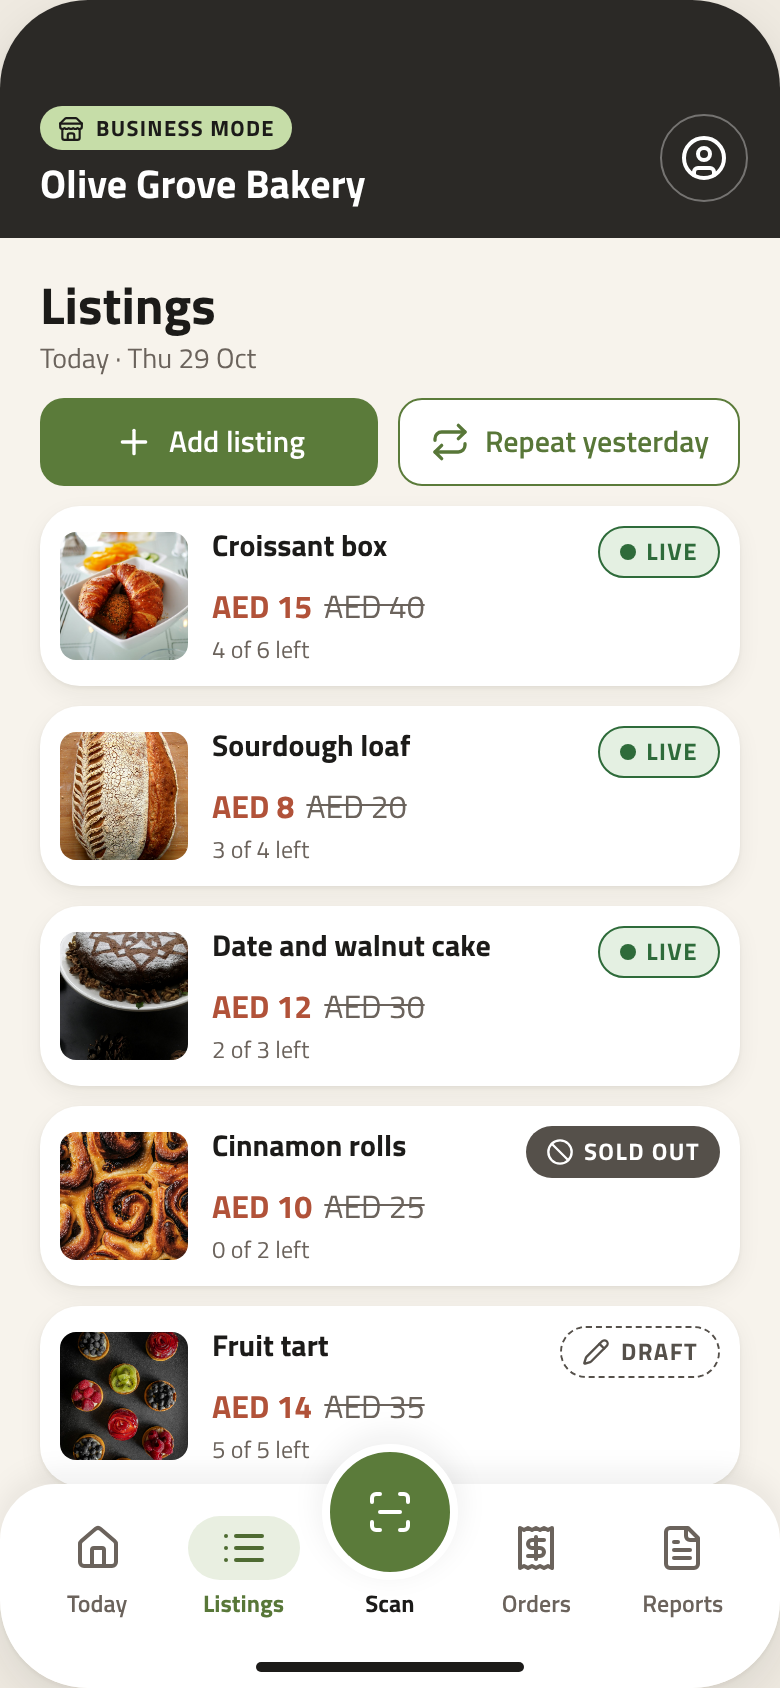 BUSINESS MODE
Olive Grove Bakery
Listings
Today · Thu 29 Oct
Add listing
Repeat yesterday
Croissant box
LIVE
AED 15 AED 40
4 of 6 left
Sourdough loaf
LIVE
AED 8 AED 20
3 of 4 left
Date and walnut cake
LIVE
AED 12 AED 30
2 of 3 left
Cinnamon rolls
SOLD OUT
AED 10 AED 25
0 of 2 left
Fruit tart
DRAFT
AED 14 AED 35
5 of 5 left
Today
Listings
Scan
Orders
Reports